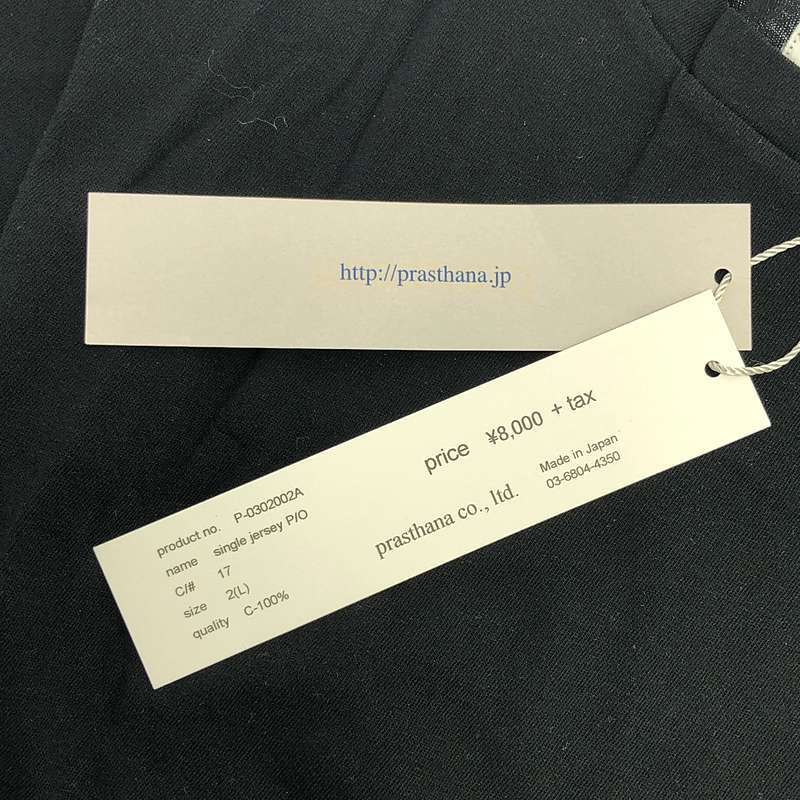 http://prasthana.jp
price ¥8,000 + tax
product no. P-0302002A
name single jersey P/O
C/# 17
size 2(L)
quality C-100%
prasthana co., ltd.
Made in Japan
03-6804-4350